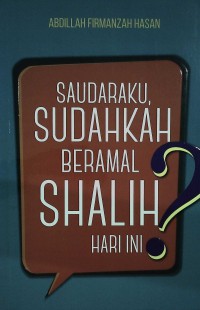 ABDILLAH FIRMANZAH HASAN
SAUDARAKU,
SUDAHKAH
BERAMAL
SHALIH
HARI INI ?